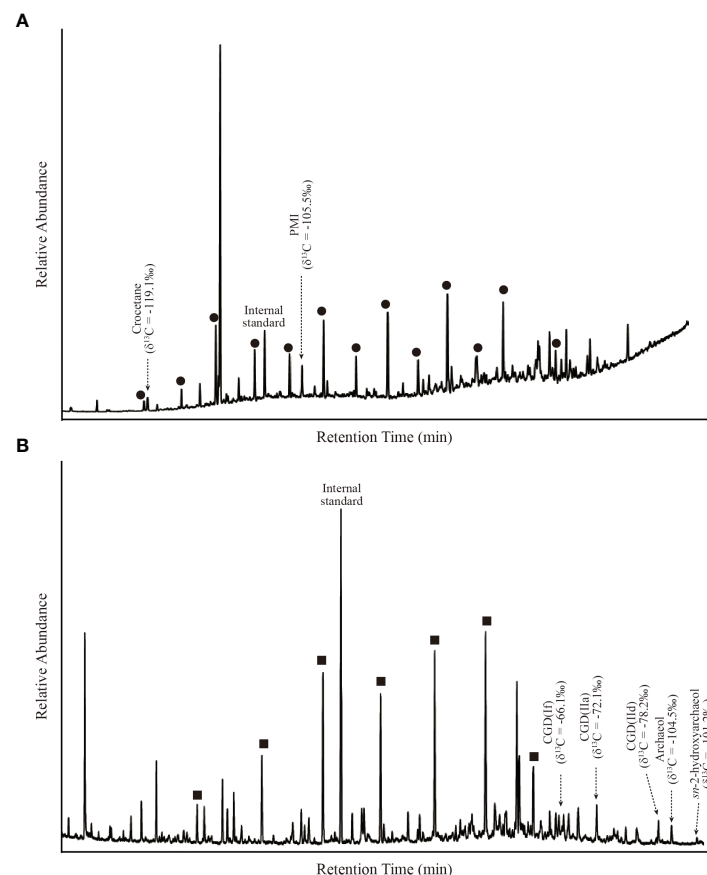 A
Relative Abundance
Crocetane
(δ¹³C = -119.1‰)
Internal
standard
PMI
(δ¹³C = -105.5‰)
Retention Time (min)
B
Relative Abundance
Internal
standard
CGD(If)
(δ¹³C = -66.1‰)
CGD(IIa)
(δ¹³C = -72.1‰)
CGD(IId)
(δ¹³C = -78.2‰)
Archaeol
(δ¹³C = -104.5‰)
sn-2-hydroxyarchaeol
Retention Time (min)